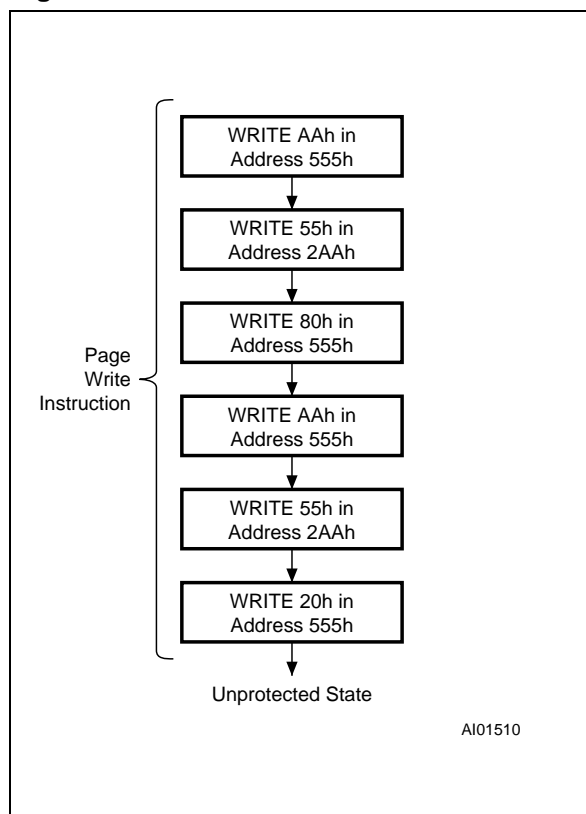 WRITE AAh in
Address 555h
WRITE 55h in
Address 2AAh
WRITE 80h in
Address 555h
Page
Write
Instruction
WRITE AAh in
Address 555h
WRITE 55h in
Address 2AAh
WRITE 20h in
Address 555h
Unprotected State
AI01510